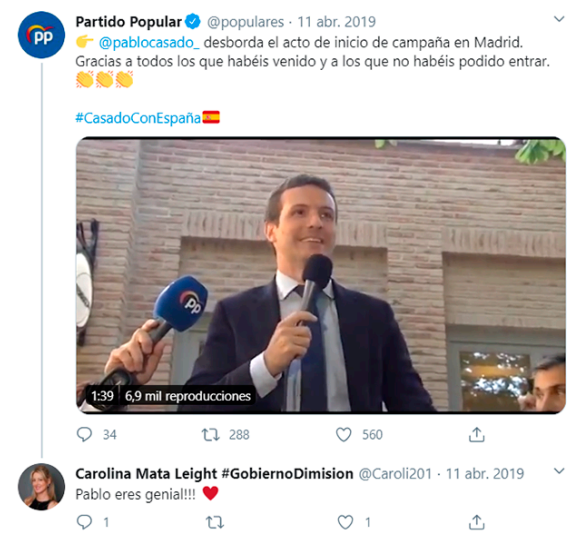 Partido Popular @populares · 11 abr. 2019
👉 @pablocasado_ desborda el acto de inicio de campaña en Madrid.
Gracias a todos los que habéis venido y a los que no habéis podido entrar.
👏👏👏
#CasadoConEspaña🇪🇸
pp
pp
1:39 6,9 mil reproducciones
34 288 560
Carolina Mata Leight #GobiernoDimision @Caroli201 · 11 abr. 2019
Pablo eres genial!!! ❤️
1 1